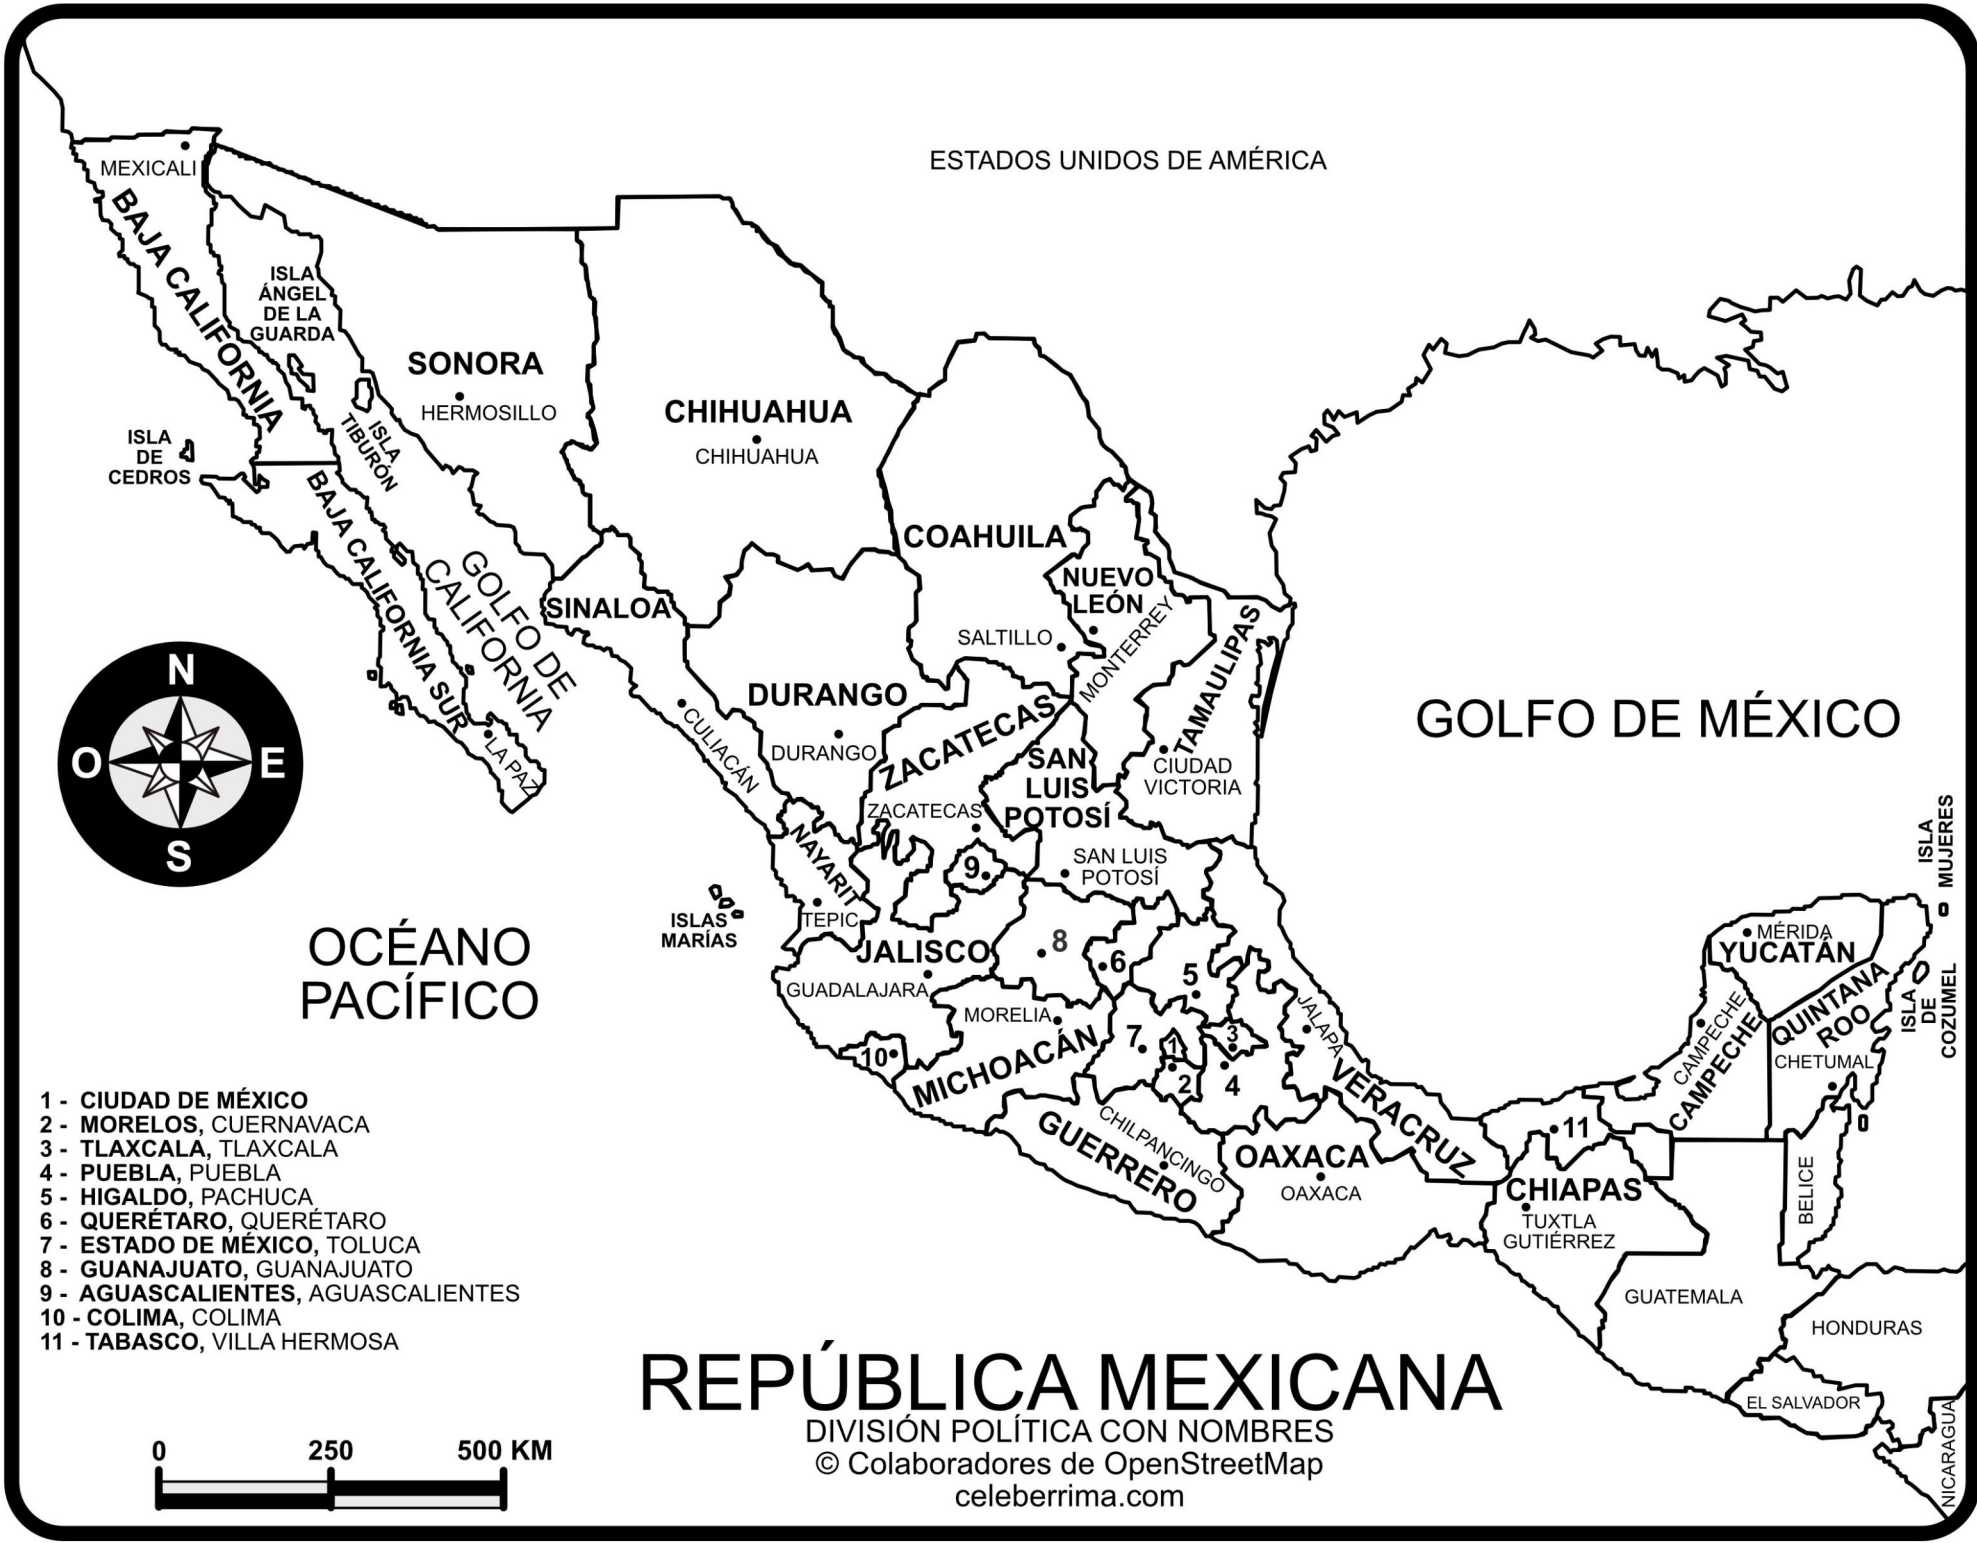 ESTADOS UNIDOS DE AMÉRICA
MEXICALI
BAJA CALIFORNIA
ISLA
ÁNGEL
DE LA
GUARDA
SONORA
HERMOSILLO
CHIHUAHUA
CHIHUAHUA
ISLA
TIBURÓN
ISLA
DE
CEDROS
BAJA CALIFORNIA SUR
GOLFO DE
CALIFORNIA
LA PAZ
COAHUILA
SALTILLO
NUEVO
LEÓN
MONTERREY
SINALOA
CULIACÁN
DURANGO
DURANGO
ZACATECAS
ZACATECAS
SAN
LUIS
POTOSÍ
SAN LUIS
POTOSÍ
TAMAULIPAS
CIUDAD
VICTORIA
GOLFO DE MÉXICO
N
O
E
S
NAYARIT
TEPIC
ISLAS
MARÍAS
OCÉANO
PACÍFICO
JALISCO
GUADALAJARA
9
8
6
5
7
1
3
2
4
10
MORELIA
MICHOACÁN
JALAPA
VERACRUZ
GUERRERO
CHILPANCINGO
OAXACA
OAXACA
11
CHIAPAS
TUXTLA
GUTIÉRREZ
MÉRIDA
YUCATÁN
CAMPECHE
CAMPECHE
QUINTANA
ROO
CHETUMAL
ISLA
MUJERES
ISLA
DE
COZUMEL
BELICE
GUATEMALA
HONDURAS
EL SALVADOR
NICARAGUA
1 - CIUDAD DE MÉXICO
2 - MORELOS, CUERNAVACA
3 - TLAXCALA, TLAXCALA
4 - PUEBLA, PUEBLA
5 - HIGALDO, PACHUCA
6 - QUERÉTARO, QUERÉTARO
7 - ESTADO DE MÉXICO, TOLUCA
8 - GUANAJUATO, GUANAJUATO
9 - AGUASCALIENTES, AGUASCALIENTES
10 - COLIMA, COLIMA
11 - TABASCO, VILLA HERMOSA
0 250 500 KM
REPÚBLICA MEXICANA
DIVISIÓN POLÍTICA CON NOMBRES
© Colaboradores de OpenStreetMap
celeberrima.com